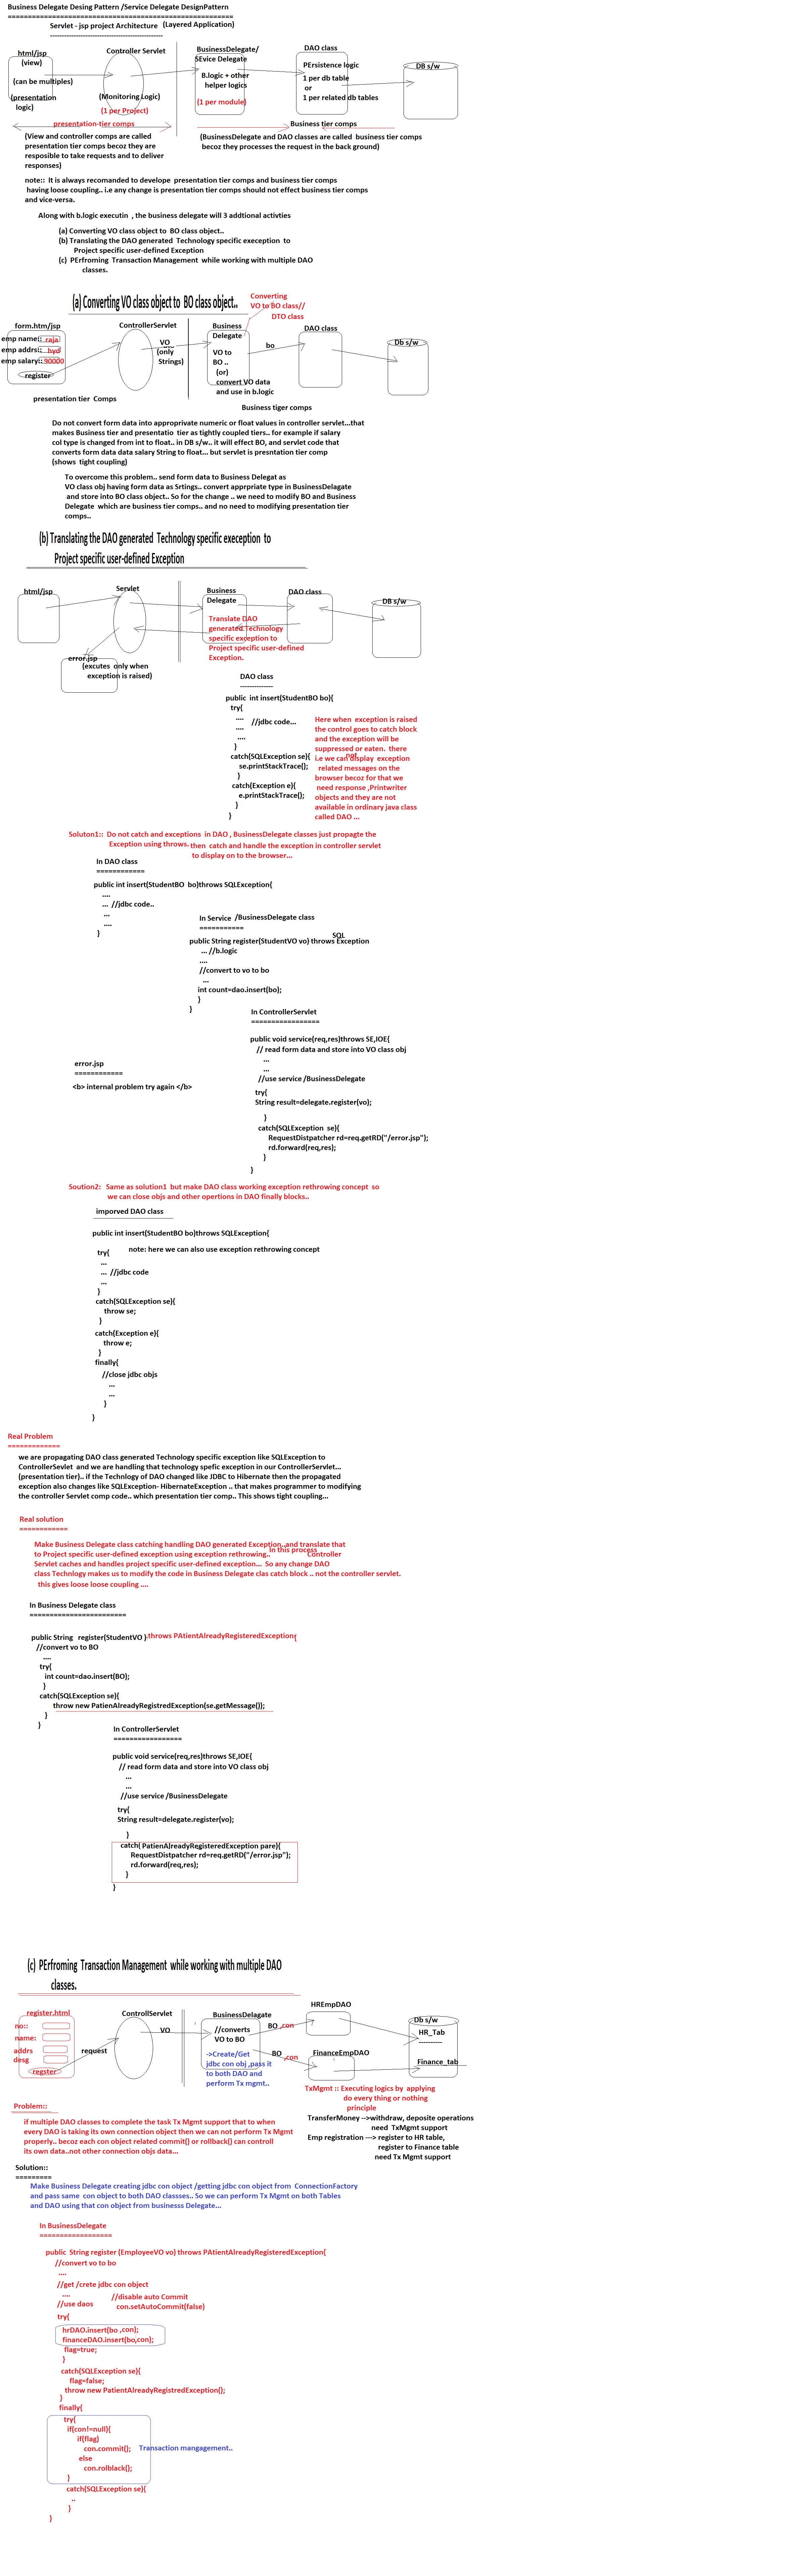 Business Delegate Desing Pattern /Service Delegate DesignPattern
========================================================
Servlet - jsp project Architecture (Layered Application)
-----------------------------------------------
html/jsp
(view)
(can be multiples)
(presentation
logic)
Controller Servlet
(Monitoring Logic)
(1 per Project)
BusinessDelegate/
SEvice Delegate
B.logic + other
helper logics
(1 per module)
DAO class
PErsistence logic
1 per db table
or
1 per related db tables
DB s/w
presentation-tier comps
Business tier comps
(View and controller comps are called
presentation tier comps becoz they are
resposible to take requests and to deliver
responses)
(BusinessDelegate and DAO classes are called business tier comps
becoz they processes the request in the back ground)
note:: It is always recomanded to develope presentation tier comps and business tier comps
having loose coupling.. i.e any change is presentation tier comps should not effect business tier comps
and vice-versa.
Along with b.logic executin , the business delegate will 3 addtional activties
(a) Converting VO class object to BO class object..
(b) Translating the DAO generated Technology specific exeception to
Project specific user-defined Exception
(c) PErfroming Transaction Management while working with multiple DAO
classes.
(a) Converting VO class object to BO class object..
Converting
VO to BO class//
DTO class
form.htm/jsp
emp name:: raja
emp addrs:: hyd
emp salary:: 90000
register
ControllerServlet
VO
(only
Strings)
Business
Delegate
VO to
BO ..
(or)
convert VO data
and use in b.logic
bo
DAO class
Db s/w
presentation tier Comps
Business tiger comps
Do not convert form data into approprivate numeric or float values in controller servlet...that
makes Business tier and presentatio tier as tightly coupled tiers.. for example if salary
col type is changed from int to float.. in DB s/w.. it will effect BO, and servlet code that
converts form data data salary String to float... but servlet is presntation tier comp
(shows tight coupling)
To overcome this problem.. send form data to Business Delegat as
VO class obj having form data as Srtings.. convert apprpriate type in BusinessDelagate
and store into BO class object.. So for the change .. we need to modify BO and Business
Delegate which are business tier comps.. and no need to modifying presentation tier
comps..
(b) Translating the DAO generated Technology specific exeception to
Project specific user-defined Exception
html/jsp
Servlet
Business
Delegate
DAO class
DB s/w
Translate DAO
generated Technology
specific exception to
Project specific user-defined
Exception.
error.jsp
(excutes only when
exception is raised)
DAO class
-------------
public int insert(StudentBO bo){
try{
....
.... //jdbc code...
....
}
catch(SQLException se){
se.printStackTrace();
}
catch(Exception e){
e.printStackTrace();
}
}
Here when exception is raised
the control goes to catch block
and the exception will be
suppressed or eaten. there
not
i.e we can display exception
related messages on the
browser becoz for that we
need response ,Printwriter
objects and they are not
available in ordinary java class
called DAO ...
Soluton1:: Do not catch and exceptions in DAO , BusinessDelegate classes just propagte the
Exception using throws. then catch and handle the exception in controller servlet
to display on to the browser...
In DAO class
============
public int insert(StudentBO bo)throws SQLException{
....
... //jdbc code..
...
....
}
In Service /BusinessDelegate class
===========
SQL
public String register(StudentVO vo) throws Exception
... //b.logic
....
//convert to vo to bo
...
int count=dao.insert(bo);
}
}
In ControllerServlet
=================
public void service(req,res)throws SE,IOE{
// read form data and store into VO class obj
...
...
//use service /BusinessDelegate
try{
String result=delegate.register(vo);
}
catch(SQLException se){
RequestDistpatcher rd=req.getRD("/error.jsp");
rd.forward(req,res);
}
}
error.jsp
============
<b> internal problem try again </b>
Soution2: Same as solution1 but make DAO class working exception rethrowing concept so
we can close objs and other opertions in DAO finally blocks..
imporved DAO class
public int insert(StudentBO bo)throws SQLException{
try{ note: here we can also use exception rethrowing concept
...
... //jdbc code
...
}
catch(SQLException se){
throw se;
}
catch(Exception e){
throw e;
}
finally{
//close jdbc objs
...
...
}
}
Real Problem
=============
we are propagating DAO class generated Technology specific exception like SQLException to
ControllerSevlet and we are handling that technology spefic exception in our ControllerServlet...
(presentation tier).. if the Technlogy of DAO changed like JDBC to Hibernate then the propagated
exception also changes like SQLException- HibernateException .. that makes programmer to modifying
the controller Servlet comp code.. which presentation tier comp.. This shows tight coupling...
Real solution
============
Make Business Delegate class catching handling DAO generated Exception..and translate that
to Project specific user-defined exception using exception rethrowing.. In this process Controller
Servlet caches and handles project specific user-defined exception... So any change DAO
class Technlogy makes us to modify the code in Business Delegate clas catch block .. not the controller servlet.
this gives loose loose coupling ....
In Business Delegate class
========================
public String register(StudentVO ) throws PAtientAlreadyRegisteredException{
//convert vo to BO
....
try{
int count=dao.insert(BO);
}
catch(SQLException se){
throw new PatienAlreadyRegistredException(se.getMessage());
}
}
In ControllerServlet
=================
public void service(req,res)throws SE,IOE{
// read form data and store into VO class obj
...
...
//use service /BusinessDelegate
try{
String result=delegate.register(vo);
}
catch( PatienAlreadyRegisteredException pare){
RequestDistpatcher rd=req.getRD("/error.jsp");
rd.forward(req,res);
}
}
(c) PErfroming Transaction Management while working with multiple DAO
classes.
register.html
no::
name:
addrs
desg
regster
request
ControllServlet
VO
BusinessDelagate
//converts
VO to BO
->Create/Get
jdbc con obj ,pass it
to both DAO and
perform Tx mgmt..
BO ,con
BO ,con
HREmpDAO
FinanceEmpDAO
Db s/w
HR_Tab
----------
Finance_tab
TxMgmt :: Executing logics by applying
do every thing or nothing
principle
TransferMoney -->withdraw, deposite operations
need TxMgmt support
Emp registration ---> register to HR table,
register to Finance table
need Tx Mgmt support
Problem::
if multiple DAO classes to complete the task Tx Mgmt support that to when
every DAO is taking its own connection object then we can not perform Tx Mgmt
properly.. becoz each con object related commit() or rollback() can controll
its own data..not other connection objs data...
Solution::
=========
Make Business Delegate creating jdbc con object /getting jdbc con object from ConnectionFactory
and pass same con object to both DAO classses.. So we can perform Tx Mgmt on both Tables
and DAO using that con object from businesss Delegate...
In BusinessDelegate
==================
public String register (EmployeeVO vo) throws PAtientAlreadyRegisteredException{
//convert vo to bo
....
//get /crete jdbc con object
.... //disable auto Commit
//use daos con.setAutoCommit(false)
try{
hrDAO.insert(bo ,con);
financeDAO.insert(bo,con);
flag=true;
}
catch(SQLException se){
flag=false;
throw new PatientAlreadyRegistredException();
}
finally{
try{
if(con!=null){
if(flag)
con.commit(); Transaction mangagement..
else
con.rolblack();
}
catch(SQLException se){
..
}
}